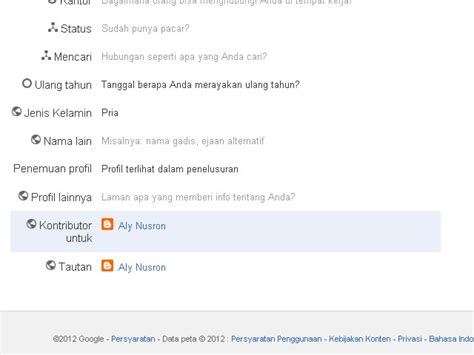 Kantor Bagaimana orang bisa menghubungi Anda di tempat kerja?
Status Sudah punya pacar?
Mencari Hubungan seperti apa yang Anda cari?
Ulang tahun Tanggal berapa Anda merayakan ulang tahun?
Jenis Kelamin Pria
Nama lain Misalnya: nama gadis, ejaan alternatif
Penemuan profil Profil terlihat dalam penelusuran
Profil lainnya Laman apa yang memberi info tentang Anda?
Kontributor untuk Aly Nusron
Tautan Aly Nusron
©2012 Google - Persyaratan - Data peta © 2012 : Persyaratan Penggunaan - Kebijakan Konten - Privasi - Bahasa Indo